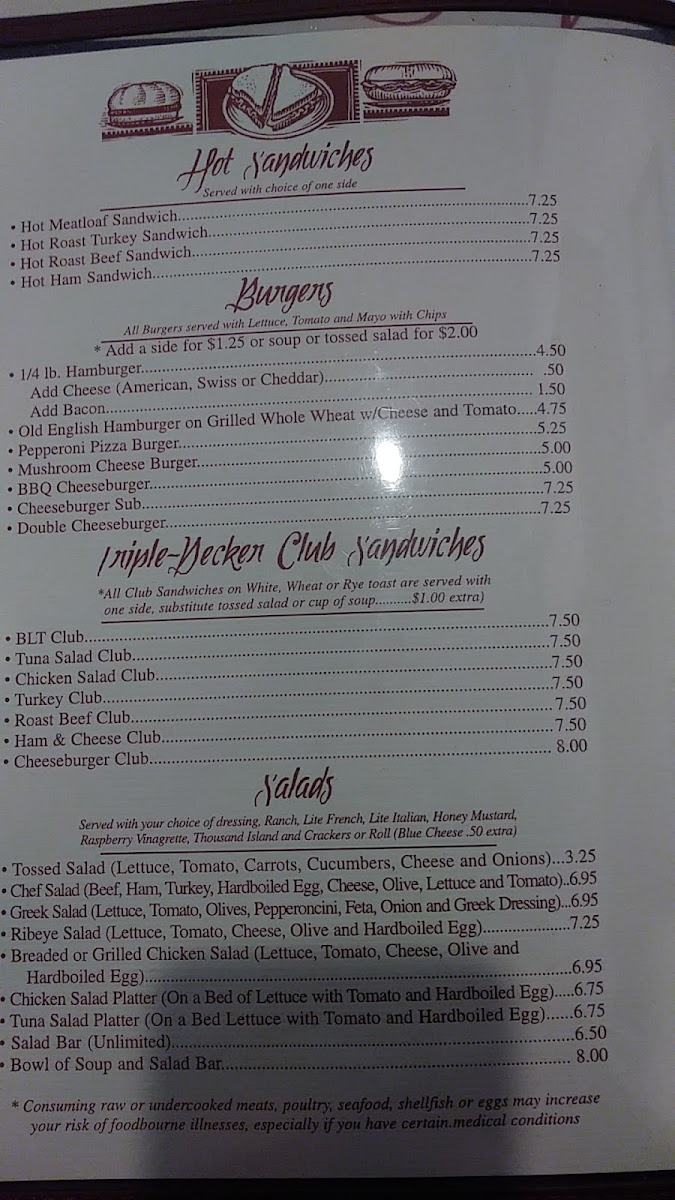 Hot Sandwiches
Served with choice of one side
• Hot Meatloaf Sandwich..........7.25
• Hot Roast Turkey Sandwich..........7.25
• Hot Roast Beef Sandwich..........7.25
• Hot Ham Sandwich..........7.25
Burgers
All Burgers served with Lettuce, Tomato and Mayo with Chips
* Add a side for $1.25 or soup or tossed salad for $2.00
• 1/4 lb. Hamburger..........4.50
Add Cheese (American, Swiss or Cheddar).......... .50
Add Bacon.......... 1.50
• Old English Hamburger on Grilled Whole Wheat w/Cheese and Tomato.....4.75
• Pepperoni Pizza Burger..........5.25
• Mushroom Cheese Burger..........5.00
• BBQ Cheeseburger..........5.00
• Cheeseburger Sub..........7.25
• Double Cheeseburger..........7.25
Triple-Decker Club Sandwiches
*All Club Sandwiches on White, Wheat or Rye toast are served with
one side, substitute tossed salad or cup of soup..........$1.00 extra)
• BLT Club..........7.50
• Tuna Salad Club..........7.50
• Chicken Salad Club..........7.50
• Turkey Club..........7.50
• Roast Beef Club..........7.50
• Ham & Cheese Club..........7.50
• Cheeseburger Club.......... 8.00
Salads
Served with your choice of dressing, Ranch, Lite French, Lite Italian, Honey Mustard,
Raspberry Vinagrette, Thousand Island and Crackers or Roll (Blue Cheese .50 extra)
• Tossed Salad (Lettuce, Tomato, Carrots, Cucumbers, Cheese and Onions)...3.25
• Chef Salad (Beef, Ham, Turkey, Hardboiled Egg, Cheese, Olive, Lettuce and Tomato)..6.95
• Greek Salad (Lettuce, Tomato, Olives, Pepperoncini, Feta, Onion and Greek Dressing)...6.95
• Ribeye Salad (Lettuce, Tomato, Cheese, Olive and Hardboiled Egg)..........7.25
• Breaded or Grilled Chicken Salad (Lettuce, Tomato, Cheese, Olive and
Hardboiled Egg)..........6.95
• Chicken Salad Platter (On a Bed of Lettuce with Tomato and Hardboiled Egg).....6.75
• Tuna Salad Platter (On a Bed Lettuce with Tomato and Hardboiled Egg)......6.75
• Salad Bar (Unlimited)..........6.50
• Bowl of Soup and Salad Bar.......... 8.00
* Consuming raw or undercooked meats, poultry, seafood, shellfish or eggs may increase
your risk of foodbourne illnesses, especially if you have certain.medical conditions